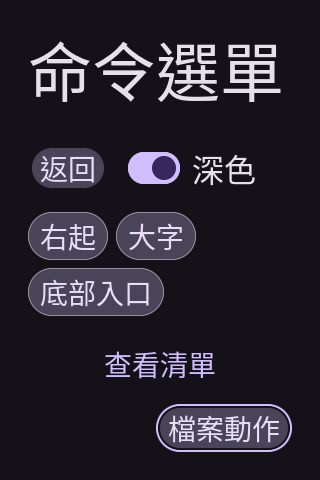 命令選單
返回 深色
右起 大字
底部入口
查看清單
檔案動作